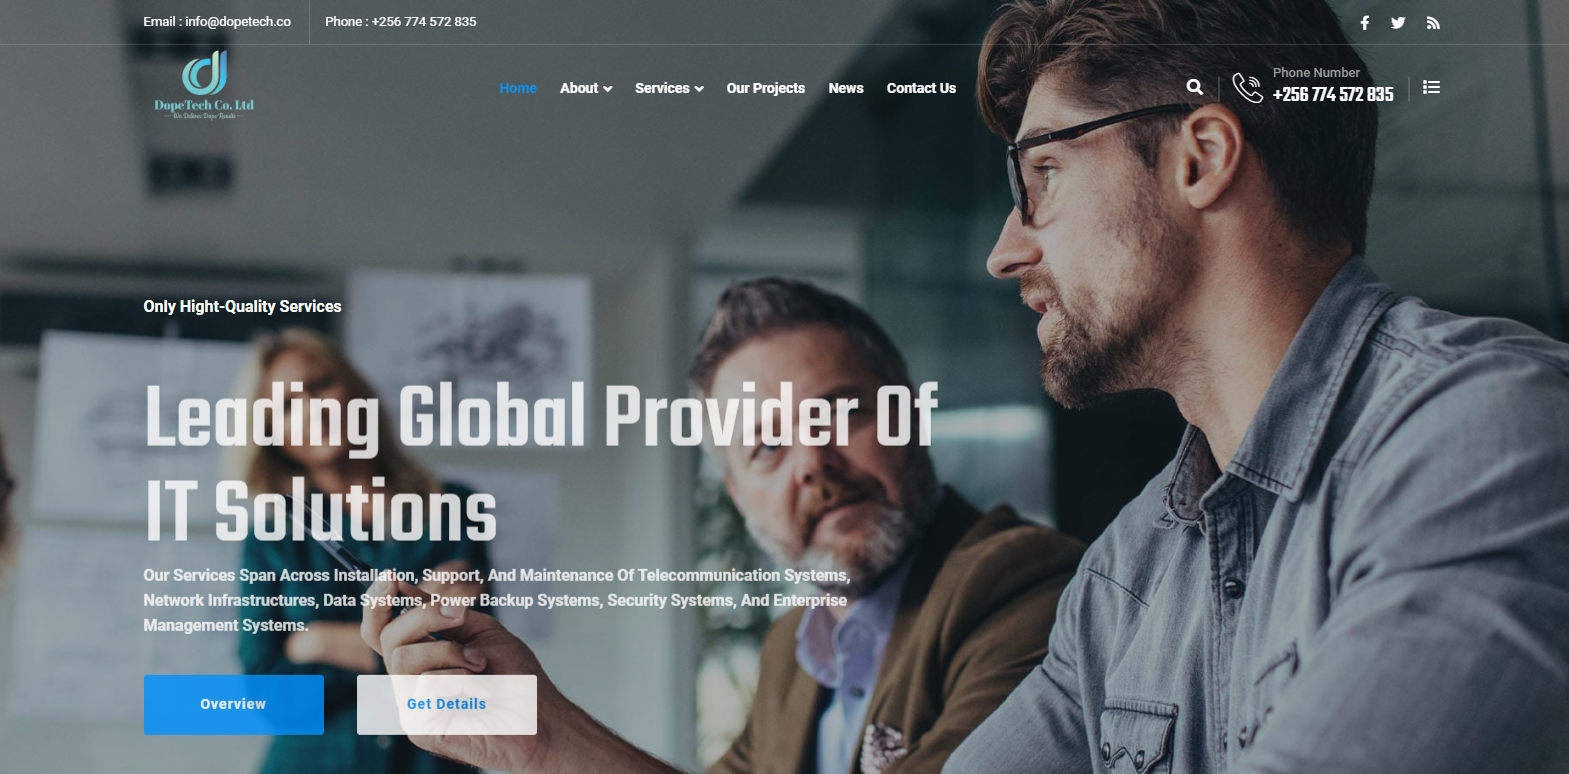 Email : info@dopetech.co
Phone : +256 774 572 835
DopeTech Co. Ltd
We Deliver Dope Results
Home
About
Services
Our Projects
News
Contact Us
Phone Number
+256 774 572 835
Only Hight-Quality Services
Leading Global Provider Of
IT Solutions
Our Services Span Across Installation, Support, And Maintenance Of Telecommunication Systems,
Network Infrastructures, Data Systems, Power Backup Systems, Security Systems, And Enterprise
Management Systems.
Overview
Get Details